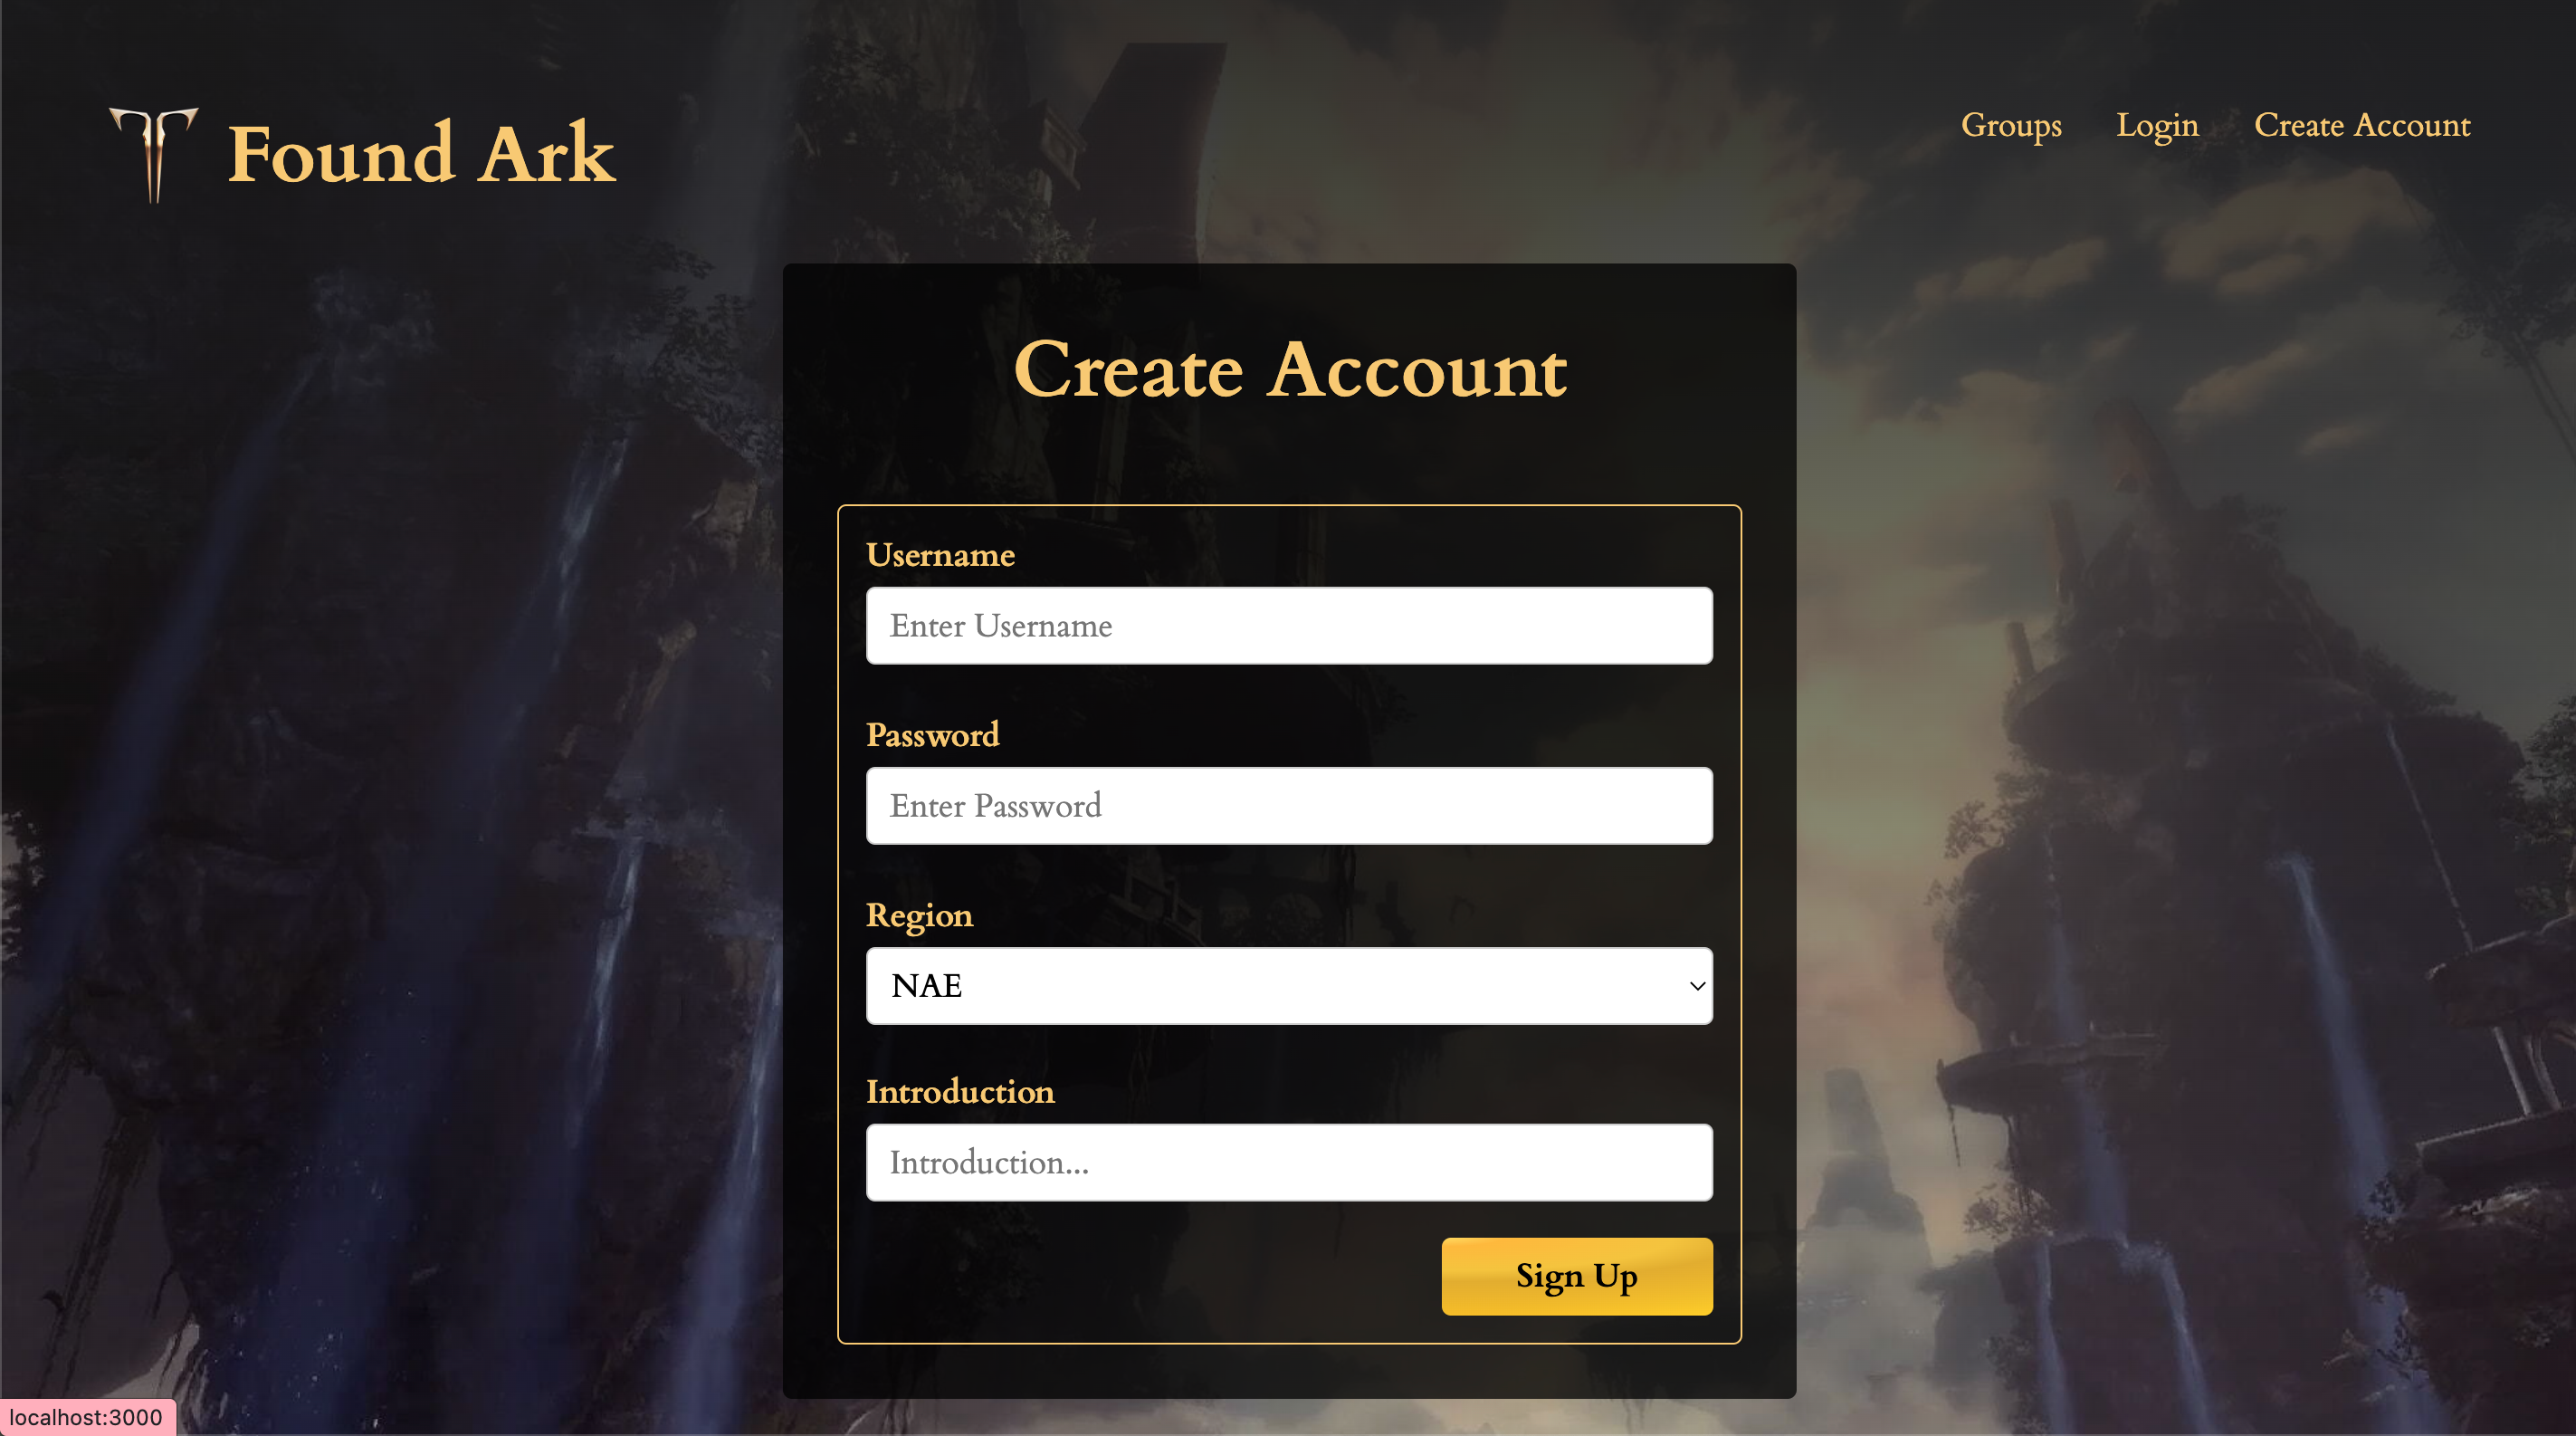 Found Ark
Groups Login Create Account
Create Account
Username
Enter Username
Password
Enter Password
Region
NAE
Introduction
Introduction...
Sign Up
localhost:3000